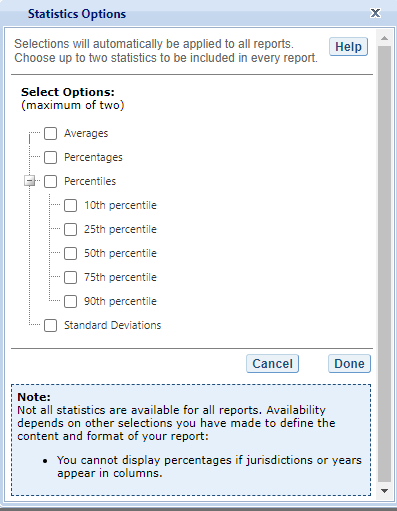 Statistics Options
X
Selections will automatically be applied to all reports.
Choose up to two statistics to be included in every report.
Help
Select Options:
(maximum of two)
Averages
Percentages
Percentiles
10th percentile
25th percentile
50th percentile
75th percentile
90th percentile
Standard Deviations
Cancel
Done
Note:
Not all statistics are available for all reports. Availability
depends on other selections you have made to define the
content and format of your report:
• You cannot display percentages if jurisdictions or years
appear in columns.